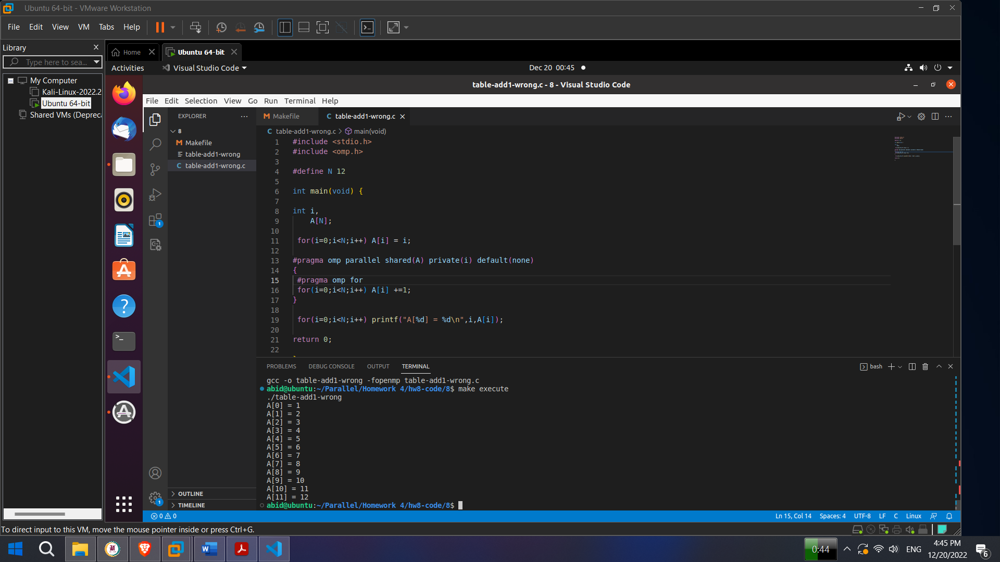 Ubuntu 64-bit - VMware Workstation
File Edit View VM Tabs Help
Library
Type here to sea...
My Computer
Kali-Linux-2022.2
Ubuntu 64-bit
Shared VMs (Depreca
Home
Ubuntu 64-bit
Activities
Visual Studio Code
Dec 20 00:45
table-add1-wrong.c - 8 - Visual Studio Code
File Edit Selection View Go Run Terminal Help
EXPLORER
8
M Makefile
table-add1-wrong
C table-add1-wrong.c
OUTLINE
TIMELINE
1
1
M Makefile
C table-add1-wrong.c
C table-add1-wrong.c > main(void)
1 #include <stdio.h>
2 #include <omp.h>
3
4 #define N 12
5
6 int main(void) {
7
8 int i,
9 A[N];
10
11 for(i=0;i<N;i++) A[i] = i;
12
13 #pragma omp parallel shared(A) private(i) default(none)
14 {
15 #pragma omp for
16 for(i=0;i<N;i++) A[i] +=1;
17 }
18
19 for(i=0;i<N;i++) printf("A[%d] = %d\n",i,A[i]);
20
21 return 0;
22
PROBLEMS DEBUG CONSOLE OUTPUT TERMINAL
bash
gcc -o table-add1-wrong -fopenmp table-add1-wrong.c
abid@ubuntu:~/Parallel/Homework 4/hw8-code/8$ make execute
./table-add1-wrong
A[0] = 1
A[1] = 2
A[2] = 3
A[3] = 4
A[4] = 5
A[5] = 6
A[6] = 7
A[7] = 8
A[8] = 9
A[9] = 10
A[10] = 11
A[11] = 12
abid@ubuntu:~/Parallel/Homework 4/hw8-code/8$
0 0
Ln 15, Col 14 Spaces: 4 UTF-8 LF C Linux
To direct input to this VM, move the mouse pointer inside or press Ctrl+G.
0:44
ENG
4:45 PM
12/20/2022
6